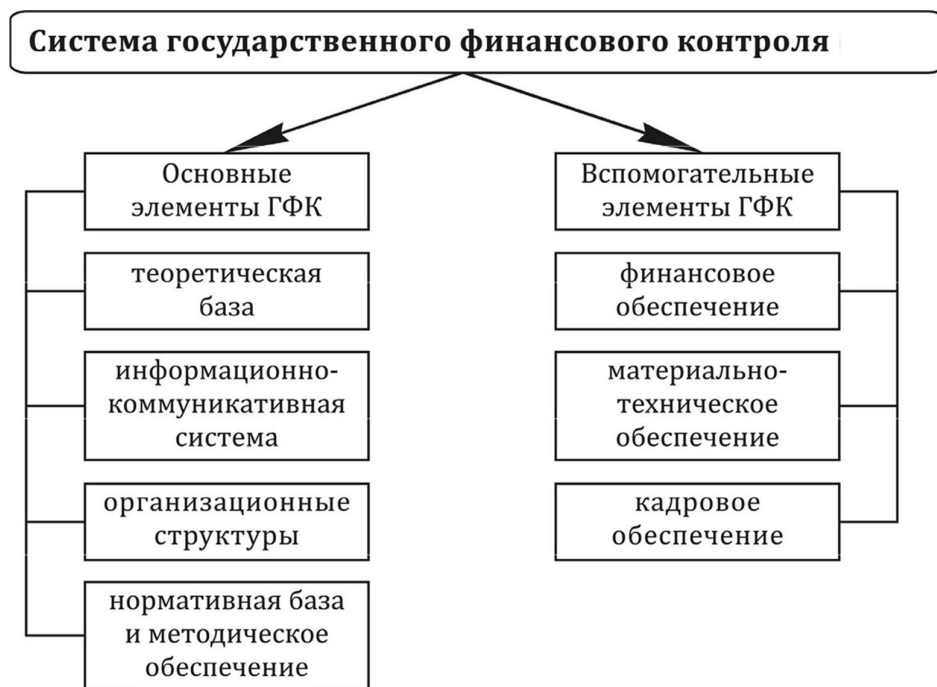 Система государственного финансового контроля
Основные
элементы ГФК
теоретическая
база
информационно-
коммуникативная
система
организационные
структуры
нормативная база
и методическое
обеспечение
Вспомогательные
элементы ГФК
финансовое
обеспечение
материально-
техническое
обеспечение
кадровое
обеспечение